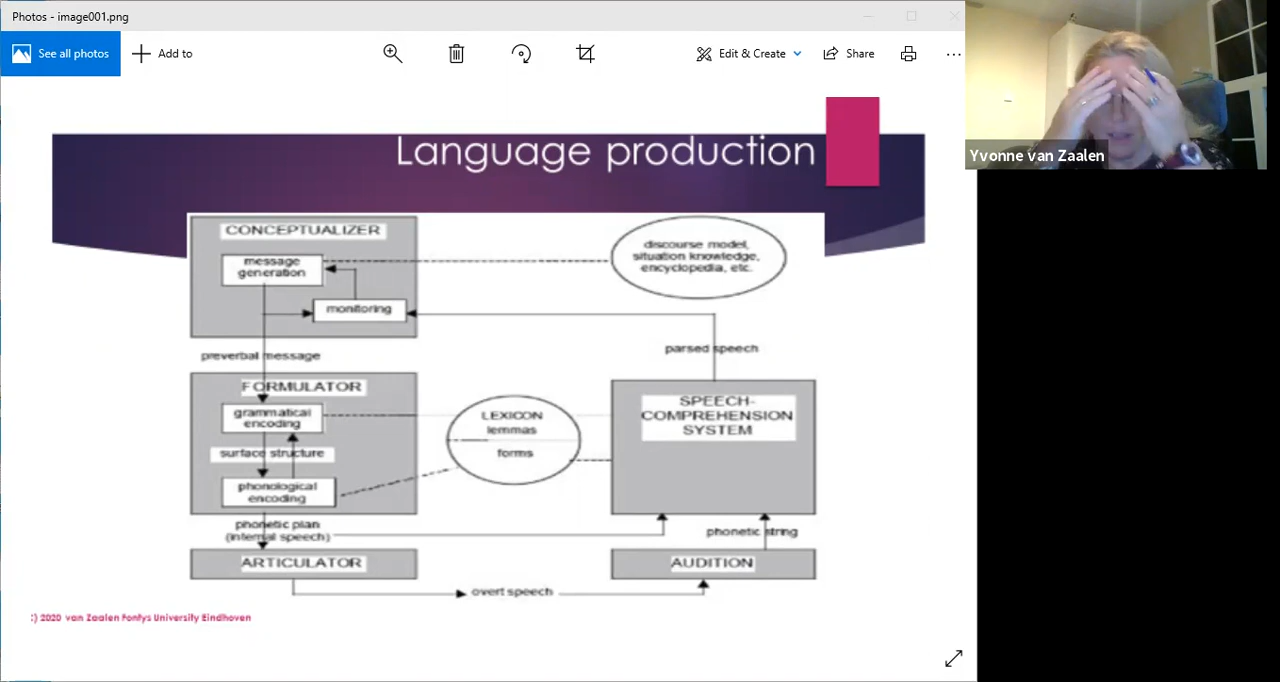 Photos - image001.png
See all photos
Add to
Edit & Create
Share
Yvonne van Zaalen
Language production
CONCEPTUALIZER
message
generation
monitoring
discourse model,
situation knowledge,
encyclopedia, etc.
preverbal message
parsed speech
FORMULATOR
grammatical
encoding
surface structure
phonological
encoding
LEXICON
lemmas
forms
SPEECH-
COMPREHENSION
SYSTEM
phonetic plan
(internal speech)
phonetic string
ARTICULATOR
AUDITION
overt speech
:) 2020 van Zaalen Fontys University Eindhoven